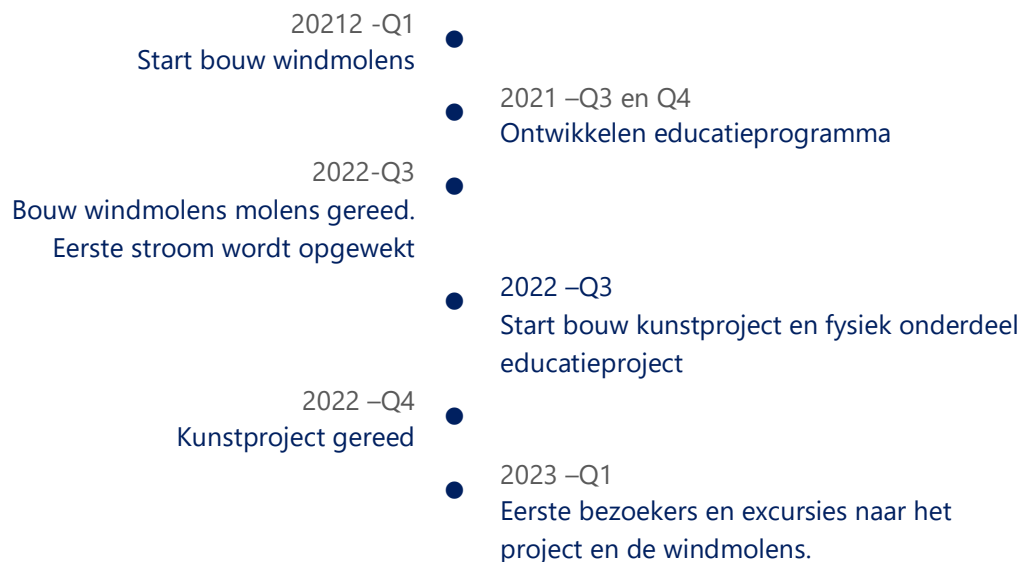 20212 -Q1
Start bouw windmolens
2021 –Q3 en Q4
Ontwikkelen educatieprogramma
2022-Q3
Bouw windmolens molens gereed.
Eerste stroom wordt opgewekt
2022 –Q3
Start bouw kunstproject en fysiek onderdeel
educatieproject
2022 –Q4
Kunstproject gereed
2023 –Q1
Eerste bezoekers en excursies naar het
project en de windmolens.